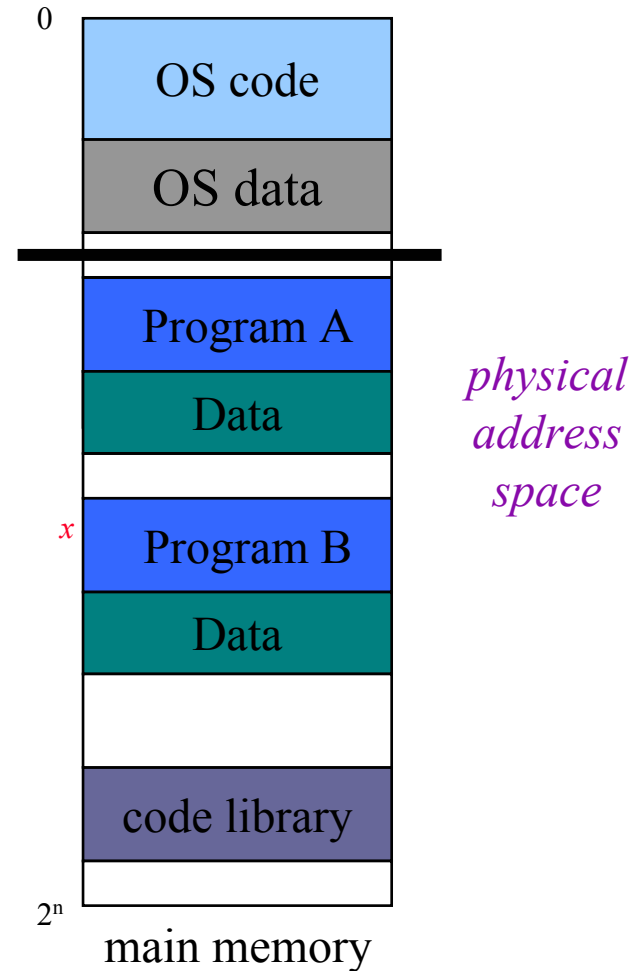 0
OS code
OS data
Program A
Data
physical
address
space
x
Program B
Data
code library
2ⁿ
main memory